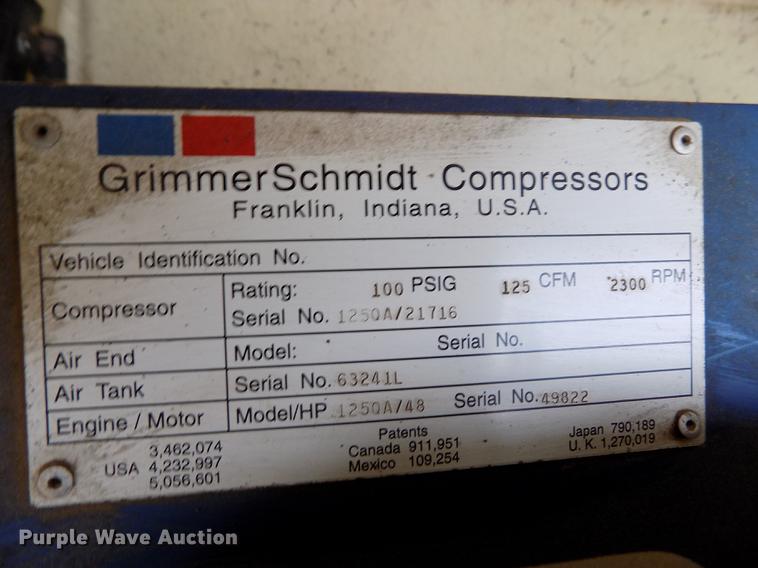 GrimmerSchmidt Compressors
Franklin, Indiana, U.S.A.
Vehicle Identification No.
Compressor Rating: 100 PSIG 125 CFM 2300 RPM
Serial No. 125QA/21716
Air End Model: Serial No.
Air Tank Serial No. 63241L
Engine / Motor Model/HP 125QA/48 Serial No. 49822
Patents
USA 3,462,074
4,232,997
5,056,601
Canada 911,951
Mexico 109,254
Japan 790,189
U. K. 1,270,019
Purple Wave Auction